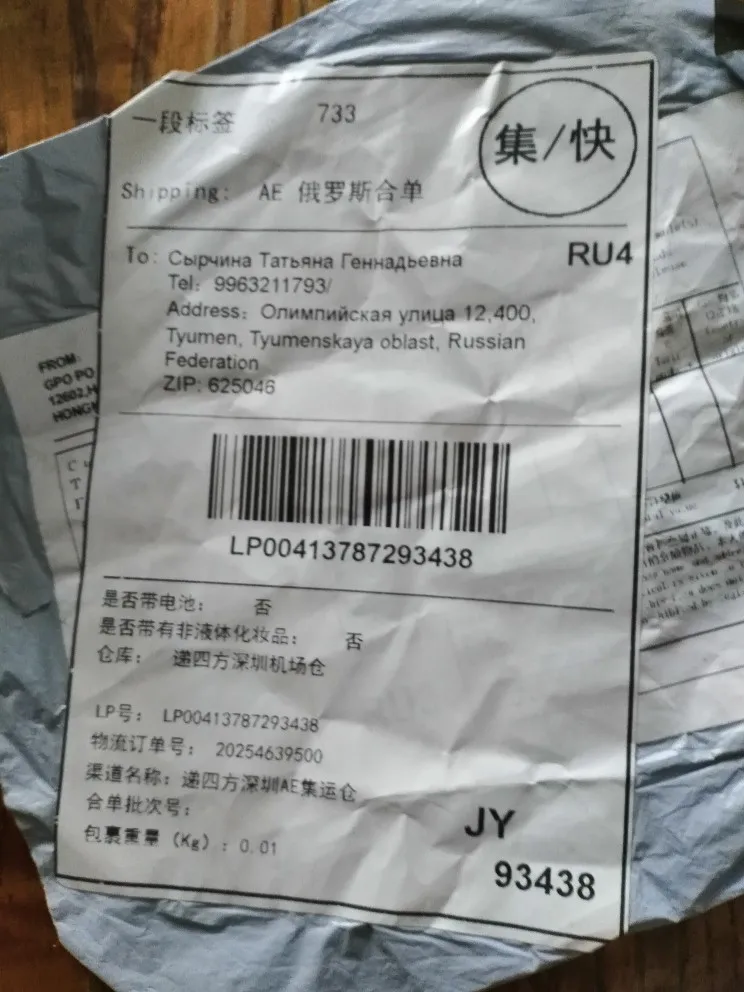 一段标签 733
集/快
Shipping: AE 俄罗斯合单
RU4
To: Сырчина Татьяна Геннадьевна
Tel: 9963211793/
Address: Олимпийская улица 12,400,
Tyumen, Tyumenskaya oblast, Russian
Federation
ZIP: 625046
FROM:
GPO PO
12602,H
HONG
LP00413787293438
是否带电池: 否
是否带有非液体化妆品: 否
仓库: 递四方深圳机场仓
LP号: LP00413787293438
物流订单号: 20254639500
渠道名称: 递四方深圳AE集运仓
合单批次号:
包裹重量 (Kg) : 0.01
JY
93438